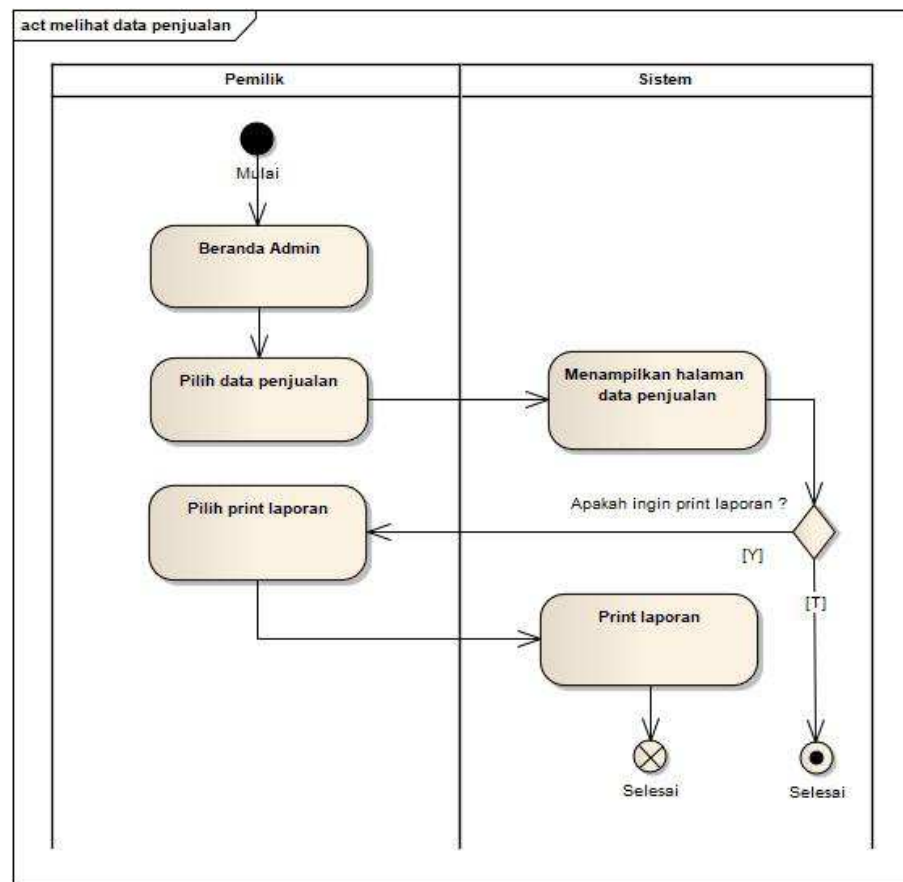 act melihat data penjualan
Pemilik
Sistem
Mulai
Beranda Admin
Pilih data penjualan
Menampilkan halaman
data penjualan
Pilih print laporan
Apakah ingin print laporan ?
[Y]
[T]
Print laporan
Selesai
Selesai